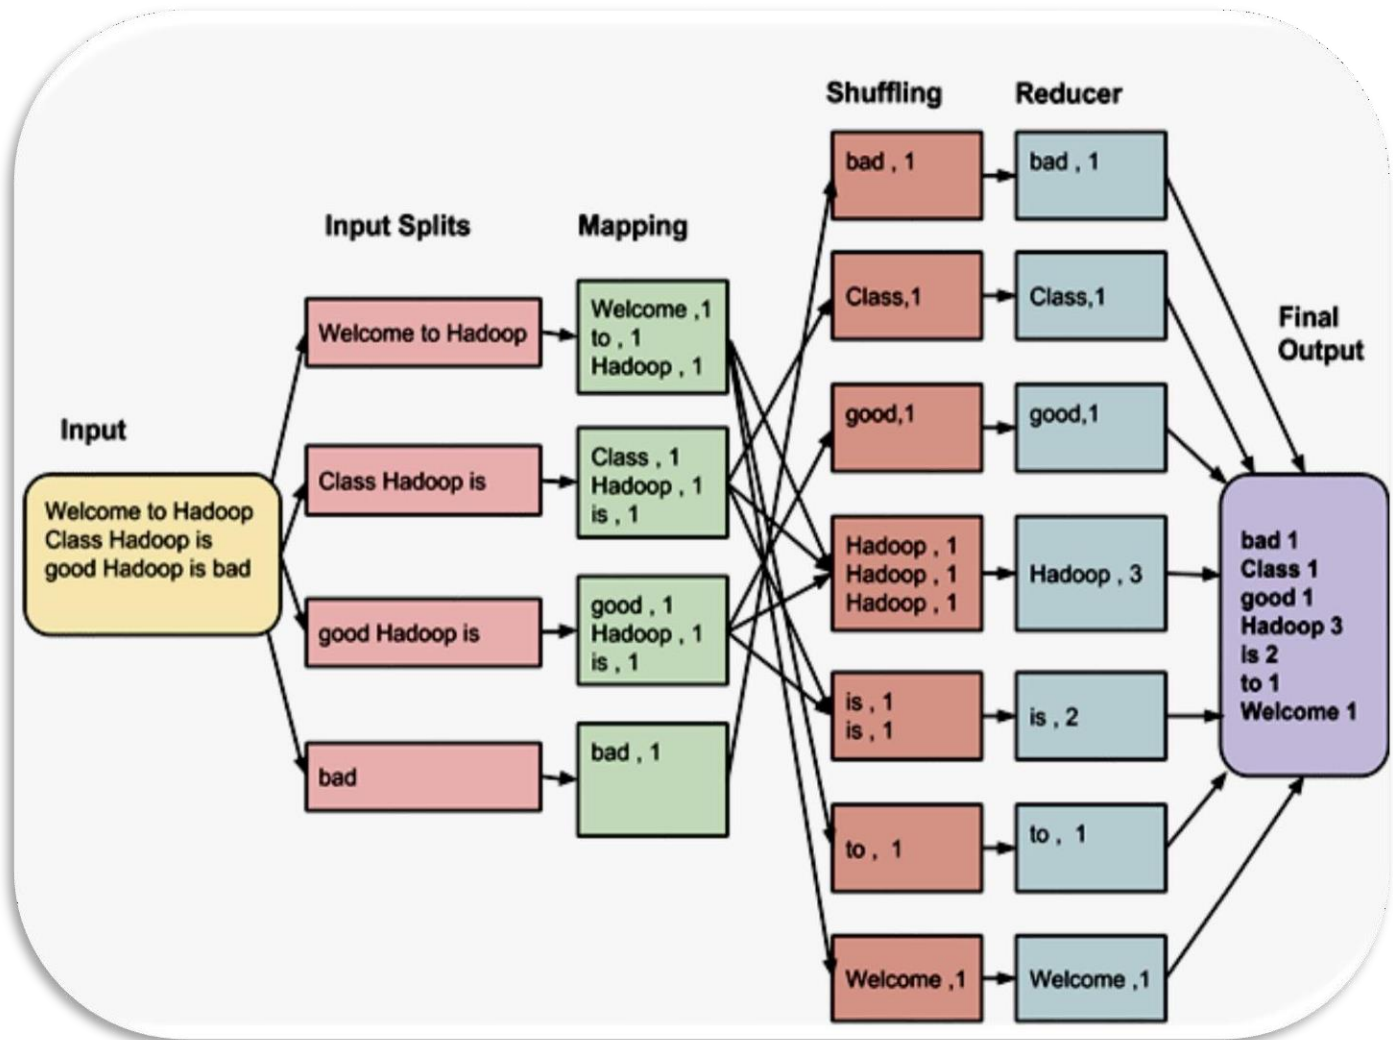 Input
Welcome to Hadoop
Class Hadoop is
good Hadoop is bad
Input Splits
Welcome to Hadoop
Class Hadoop is
good Hadoop is
bad
Mapping
Welcome ,1
to , 1
Hadoop , 1
Class , 1
Hadoop , 1
is , 1
good , 1
Hadoop , 1
is , 1
bad , 1
Shuffling
bad , 1
Class,1
good,1
Hadoop , 1
Hadoop , 1
Hadoop , 1
is , 1
is , 1
to , 1
Welcome ,1
Reducer
bad , 1
Class,1
good,1
Hadoop , 3
is , 2
to , 1
Welcome ,1
Final
Output
bad 1
Class 1
good 1
Hadoop 3
is 2
to 1
Welcome 1